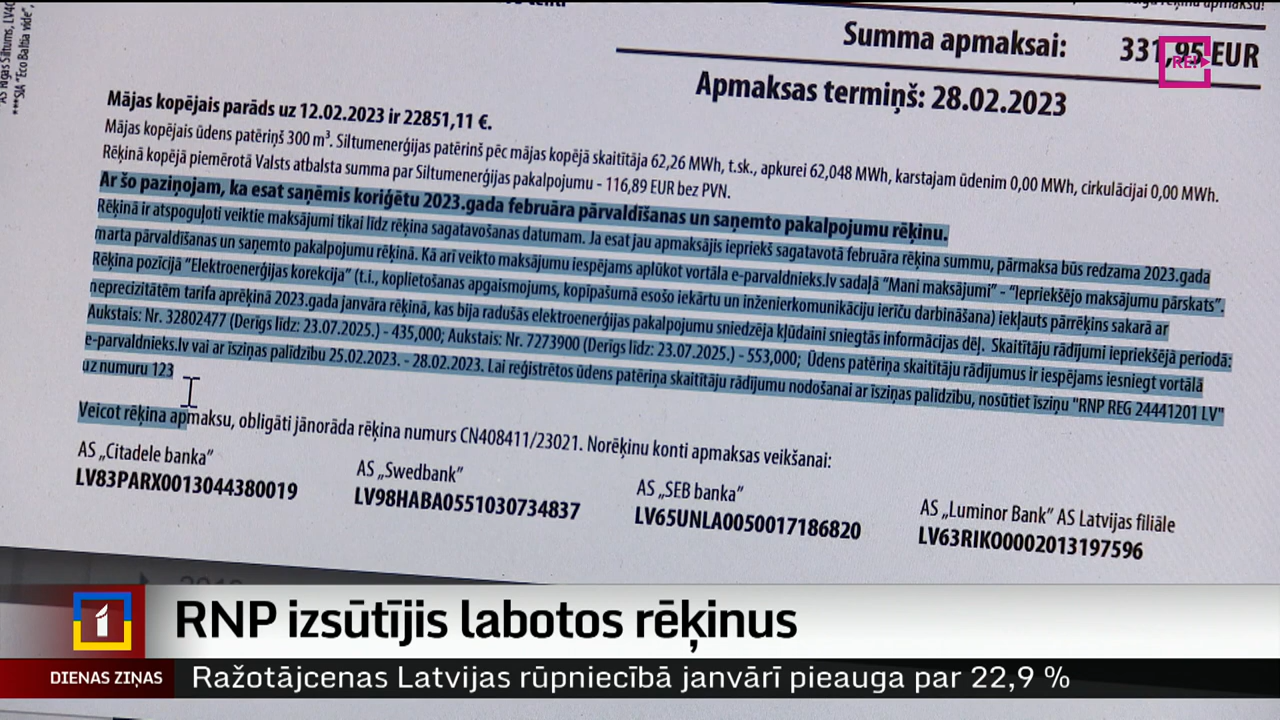 Summa apmaksai: 331,95 EUR
RE:
Apmaksas termiņš: 28.02.2023
AS Rīgas Siltums, LV40
***SIA "Eco Baltia vide",
Mājas kopējais parāds uz 12.02.2023 ir 22851,11 €.
Mājas kopējais ūdens patēriņš 300 m³. Siltumenerģijas patēriņš pēc mājas kopējā skaitītāja 62,26 MWh, t.sk., apkurei 62,048 MWh, karstajam ūdenim 0,00 MWh, cirkulācijai 0,00 MWh.
Rēķinā kopējā piemērotā Valsts atbalsta summa par Siltumenerģijas pakalpojumu - 116,89 EUR bez PVN.
Ar šo paziņojam, ka esat saņēmis koriģētu 2023.gada februāra pārvaldīšanas un saņemto pakalpojumu rēķinu.
Rēķinā ir atspoguļoti veiktie maksājumi tikai līdz rēķina sagatavošanas datumam. Ja esat jau apmaksājis iepriekš sagatavotā februāra rēķina summu, pārmaksa būs redzama 2023.gada
marta pārvaldīšanas un saņemto pakalpojumu rēķinā. Kā arī veikto maksājumu iespējams aplūkot vortāla e-parvaldnieks.lv sadaļā "Mani maksājumi" - "Iepriekšējo maksājumu pārskats".
Rēķina pozīcijā "Elektroenerģijas korekcija" (t.i., koplietošanas apgaismojums, kopīpašumā esošo iekārtu un inženierkomunikāciju ierīču darbināšana) iekļauts pārrēķins sakarā ar
neprecizitātēm tarifa aprēķinā 2023.gada janvāra rēķinā, kas bija radušās elektroenerģijas pakalpojumu sniedzēja kļūdaini sniegtās informācijas dēļ. Skaitītāju rādījumi iepriekšējā periodā:
Aukstais: Nr. 32802477 (Derīgs līdz: 23.07.2025.) - 435,000; Aukstais: Nr. 7273900 (Derīgs līdz: 23.07.2025.) - 553,000; Ūdens patēriņa skaitītāju rādījumus ir iespējams iesniegt vortālā
e-parvaldnieks.lv vai ar īsziņas palīdzību 25.02.2023. - 28.02.2023. Lai reģistrētos ūdens patēriņa skaitītāju rādījumu nodošanai ar īsziņas palīdzību, nosūtiet īsziņu "RNP REG 24441201 LV"
uz numuru 123
Veicot rēķina apmaksu, obligāti jānorāda rēķina numurs CN408411/23021. Norēķinu konti apmaksas veikšanai:
AS „Citadele banka"
LV83PARX0013044380019
AS „Swedbank"
LV98HABA0551030734837
AS „SEB banka"
LV65UNLA0050017186820
AS „Luminor Bank" AS Latvijas filiāle
LV63RIKO0002013197596
1
RNP izsūtījis labotos rēķinus
DIENAS ZIŅAS
Ražotājcenas Latvijas rūpniecībā janvārī pieauga par 22,9 %